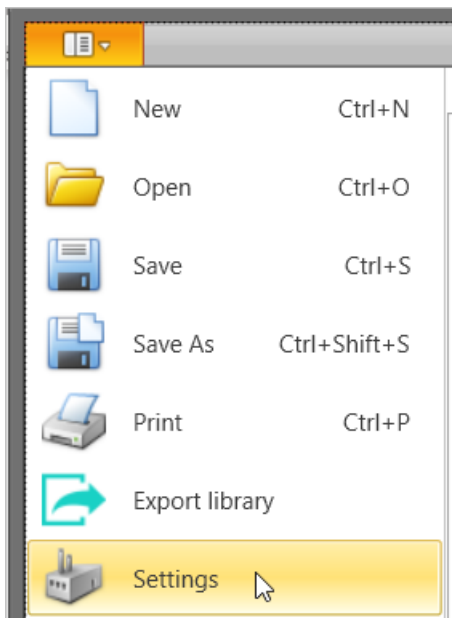 New Ctrl+N
Open Ctrl+O
Save Ctrl+S
Save As Ctrl+Shift+S
Print Ctrl+P
Export library
Settings